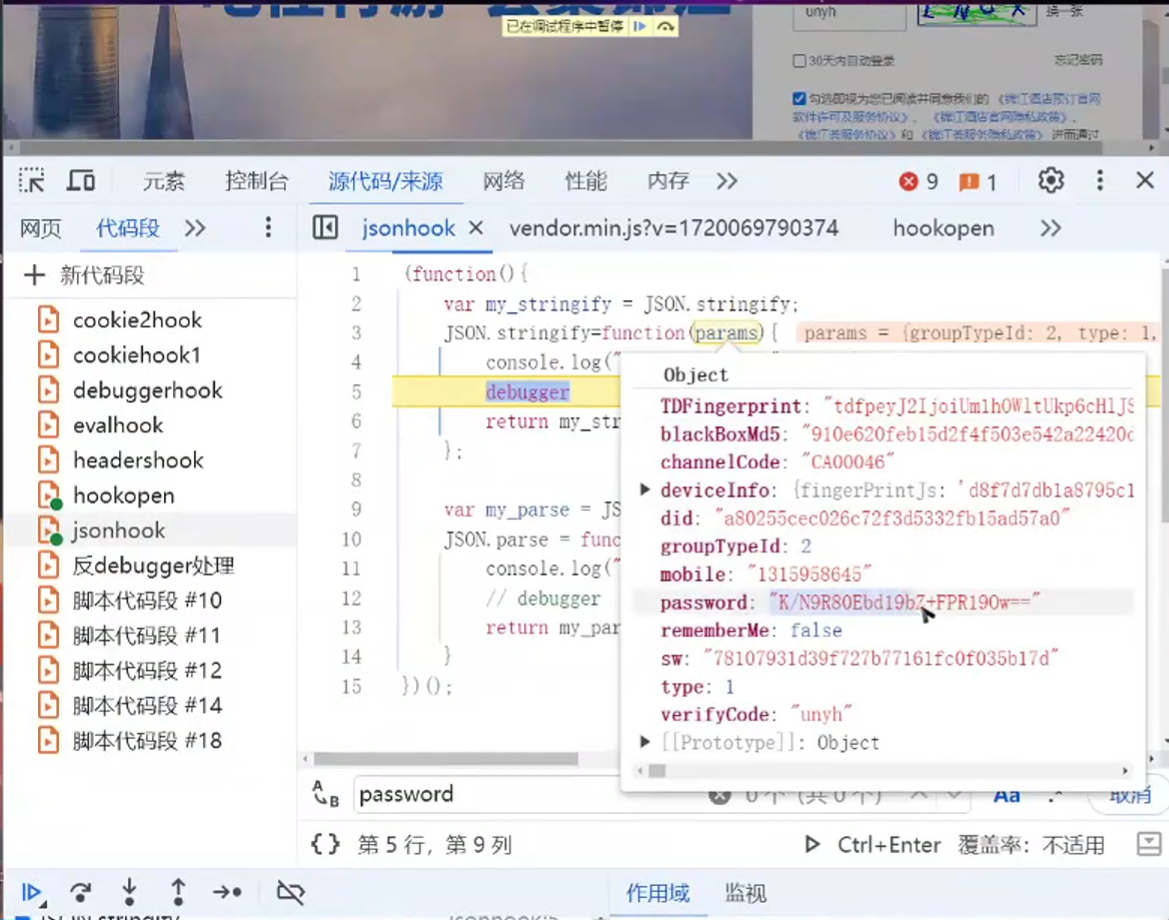 unyh
换一张
已在调试程序中暂停
30天内自动登录 忘记密码
勾选即视为您已阅读并同意我们的 《锦江酒店预订官网
软件许可及服务协议》、 《锦江酒店官网隐私政策》、
《锦江荟服务协议》和 《锦江荟服务隐私政策》 进而通过
元素 控制台 源代码/来源 网络 性能 内存 9 1
网页 代码段 jsonhook vendor.min.js?v=1720069790374 hookopen
新代码段
cookie2hook
cookiehook1
debuggerhook
evalhook
headershook
hookopen
jsonhook
反debugger处理
脚本代码段 #10
脚本代码段 #11
脚本代码段 #12
脚本代码段 #14
脚本代码段 #18
1 (function(){
2 var my_stringify = JSON.stringify;
3 JSON.stringify=function(params){ params = {groupTypeId: 2, type: 1,
4 console.log("
5 debugger
6 return my_str
7 };
8
9 var my_parse = JS
10 JSON.parse = func
11 console.log("
12 // debugger
13 return my_par
14 }
15 })();
Object
TDFingerprint: "tdfpeyJ2IjoiUm1hOWltUkp6cHlJS
blackBoxMd5: "910e620feb15d2f4f503e542a22420d
channelCode: "CA00046"
deviceInfo: {fingerPrintJs: 'd8f7d7db1a8795c1
did: "a80255cec026c72f3d5332fb15ad57a0"
groupTypeId: 2
mobile: "1315958645"
password: "K/N9R80Ebd19bZ+FPR19Ow=="
rememberMe: false
sw: "78107931d39f727b77161fc0f035b17d"
type: 1
verifyCode: "unyh"
[[Prototype]]: Object
password 0个 (共0个) Aa .* 取消
{} 第 5 行，第 9 列 Ctrl+Enter 覆盖率：不适用
作用域 监视